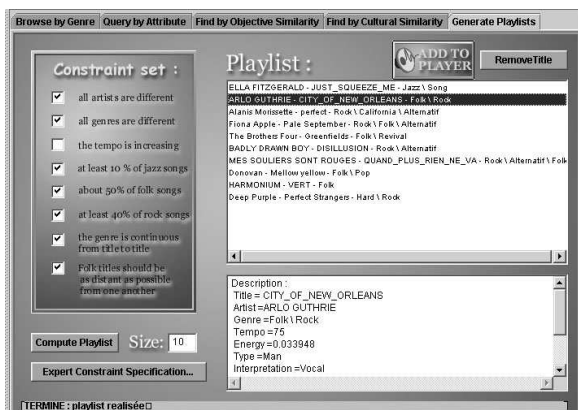 Browse by Genre Query by Attribute Find by Objective Similarity Find by Cultural Similarity Generate Playlists
Constraint set :
all artists are different
all genres are different
the tempo is increasing
at least 10 % of jazz songs
about 50% of folk songs
at least 40% of rock songs
the genre is continuous
from title to title
Folk titles should be
as distant as possible
from one another
Compute Playlist Size: 10
Expert Constraint Specification...
Playlist :
ADD TO
PLAYER
RemoveTitle
ELLA FITZGERALD - JUST_SQUEEZE_ME - Jazz \ Song
ARLO GUTHRIE - CITY_OF_NEW_ORLEANS - Folk \ Rock
Alanis Morissette - perfect - Rock \ California \ Alternatif
Fiona Apple - Pale September - Rock \ Folk \ Alternatif
The Brothers Four - Greenfields - Folk \ Revival
BADLY DRAWN BOY - DISILLUSION - Rock \ Alternatif
MES SOULIERS SONT ROUGES - QUAND_PLUS_RIEN_NE_VA - Rock \ Alternatif \ Folk
Donovan - Mellow yellow - Folk \ Pop
HARMONIUM - VERT - Folk
Deep Purple - Perfect Strangers - Hard \ Rock
Description :
Title = CITY_OF_NEW_ORLEANS
Artist =ARLO GUTHRIE
Genre =Folk \ Rock
Tempo =75
Energy =0.033948
Type =Man
Interpretation =Vocal
[TERMINE : playlist realisée